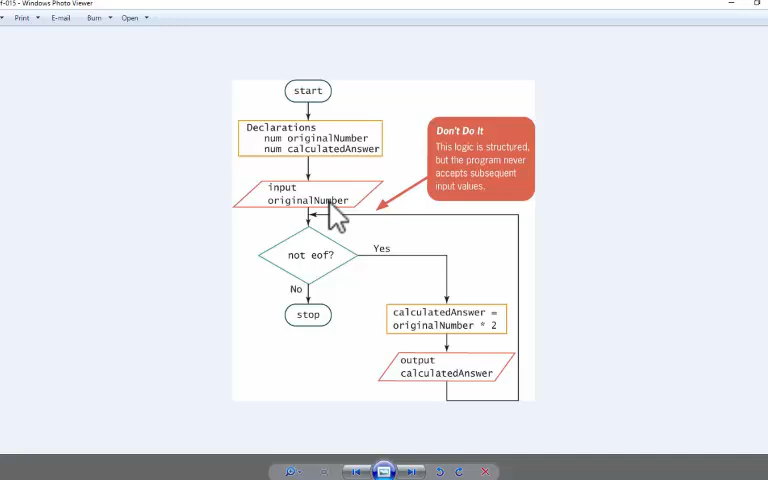 f-015 - Windows Photo Viewer
Print E-mail Burn Open
start
Declarations
num originalNumber
num calculatedAnswer
Don't Do It
This logic is structured,
but the program never
accepts subsequent
input values.
input
originalNumber
not eof?
Yes
No
stop
calculatedAnswer =
originalNumber * 2
output
calculatedAnswer